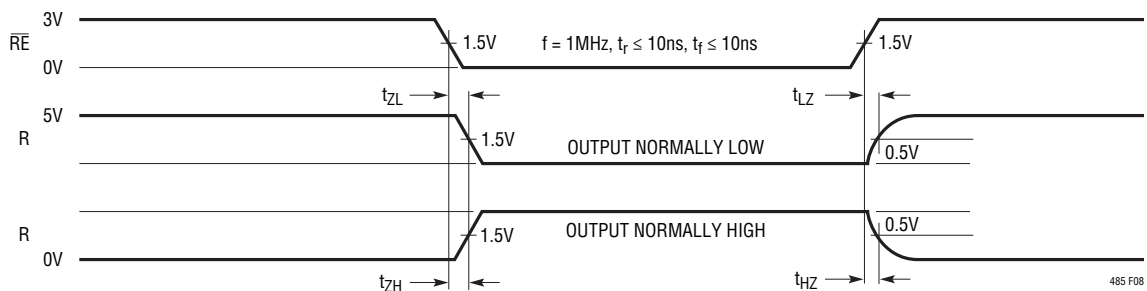 3V
R̅E̅
1.5V
f = 1MHz, tr ≤ 10ns, tf ≤ 10ns
1.5V
0V
tZL
tLZ
5V
R
1.5V
OUTPUT NORMALLY LOW
0.5V
R
1.5V
OUTPUT NORMALLY HIGH
0.5V
0V
tZH
tHZ
485 F08